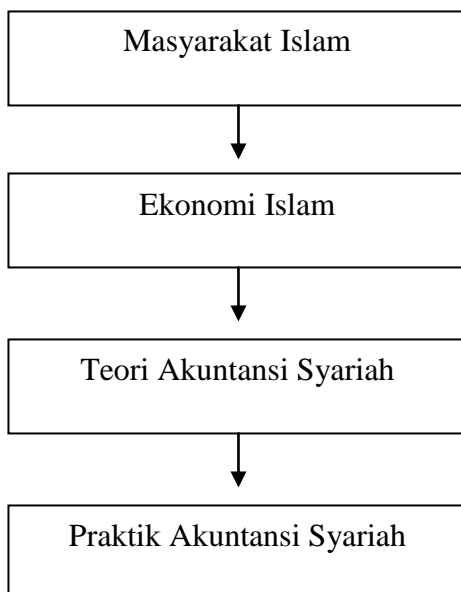 Masyarakat Islam
Ekonomi Islam
Teori Akuntansi Syariah
Praktik Akuntansi Syariah